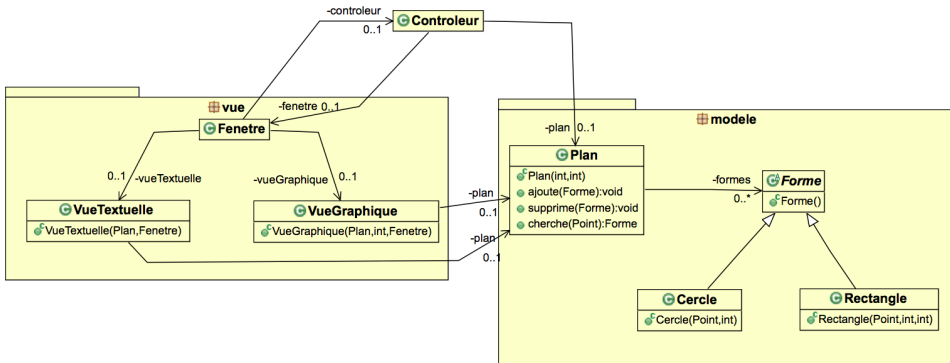 -controleur
0..1
Controleur
vue
-fenetre 0..1
Fenetre
0..1
-vueTextuelle
-vueGraphique
0..1
VueTextuelle
VueTextuelle(Plan,Fenetre)
VueGraphique
VueGraphique(Plan,int,Fenetre)
-plan
0..1
-plan
0..1
modele
-plan
0..1
Plan
Plan(int,int)
ajoute(Forme):void
supprime(Forme):void
cherche(Point):Forme
-formes
0..*
Forme
Forme()
Cercle
Cercle(Point,int)
Rectangle
Rectangle(Point,int,int)